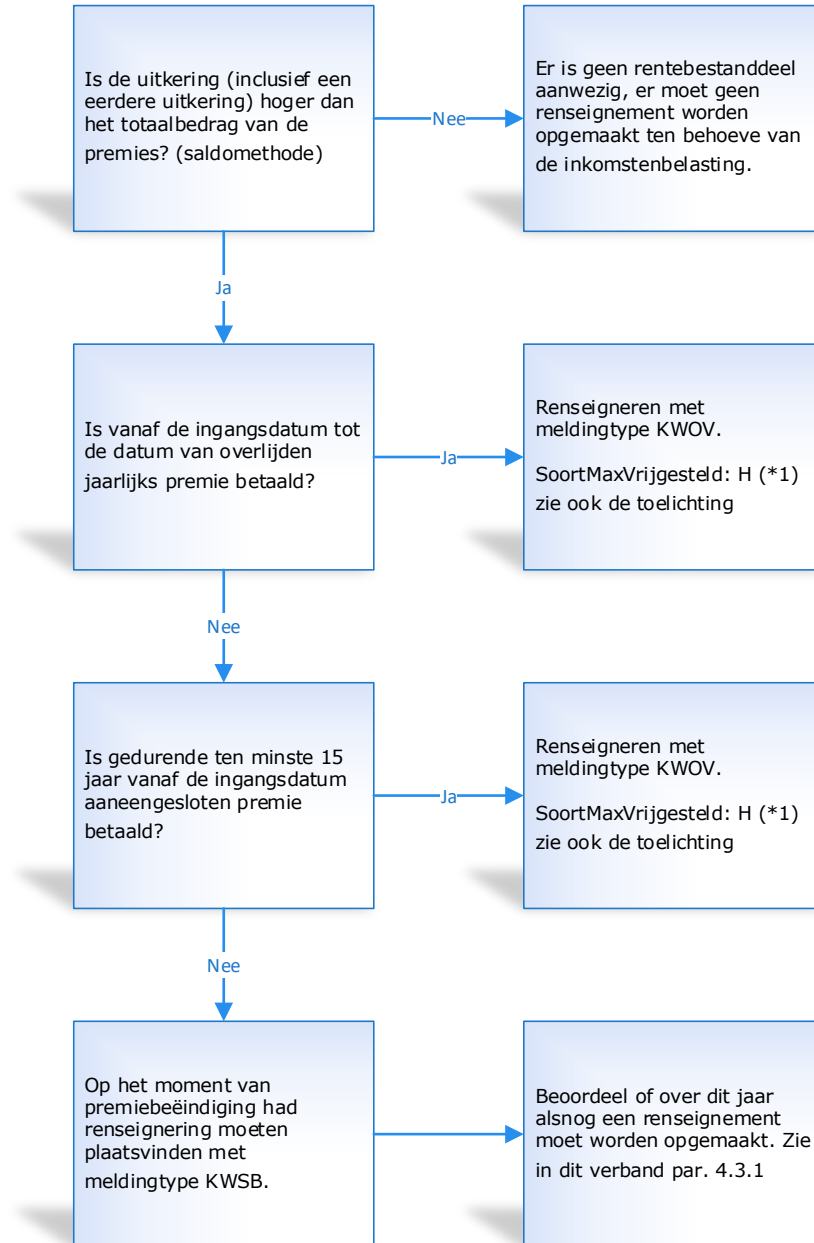 Is de uitkering (inclusief een
eerdere uitkering) hoger dan
het totaalbedrag van de
premies? (saldomethode)
Nee
Er is geen rentebestanddeel
aanwezig, er moet geen
renseignement worden
opgemaakt ten behoeve van
de inkomstenbelasting.
Ja
Is vanaf de ingangsdatum tot
de datum van overlijden
jaarlijks premie betaald?
Ja
Renseigneren met
meldingtype KWOV.
SoortMaxVrijgesteld: H (*1)
zie ook de toelichting
Nee
Is gedurende ten minste 15
jaar vanaf de ingangsdatum
aaneengesloten premie
betaald?
Ja
Renseigneren met
meldingtype KWOV.
SoortMaxVrijgesteld: H (*1)
zie ook de toelichting
Nee
Op het moment van
premiebeëindiging had
renseignering moeten
plaatsvinden met
meldingtype KWSB.
Beoordeel of over dit jaar
alsnog een renseignement
moet worden opgemaakt. Zie
in dit verband par. 4.3.1